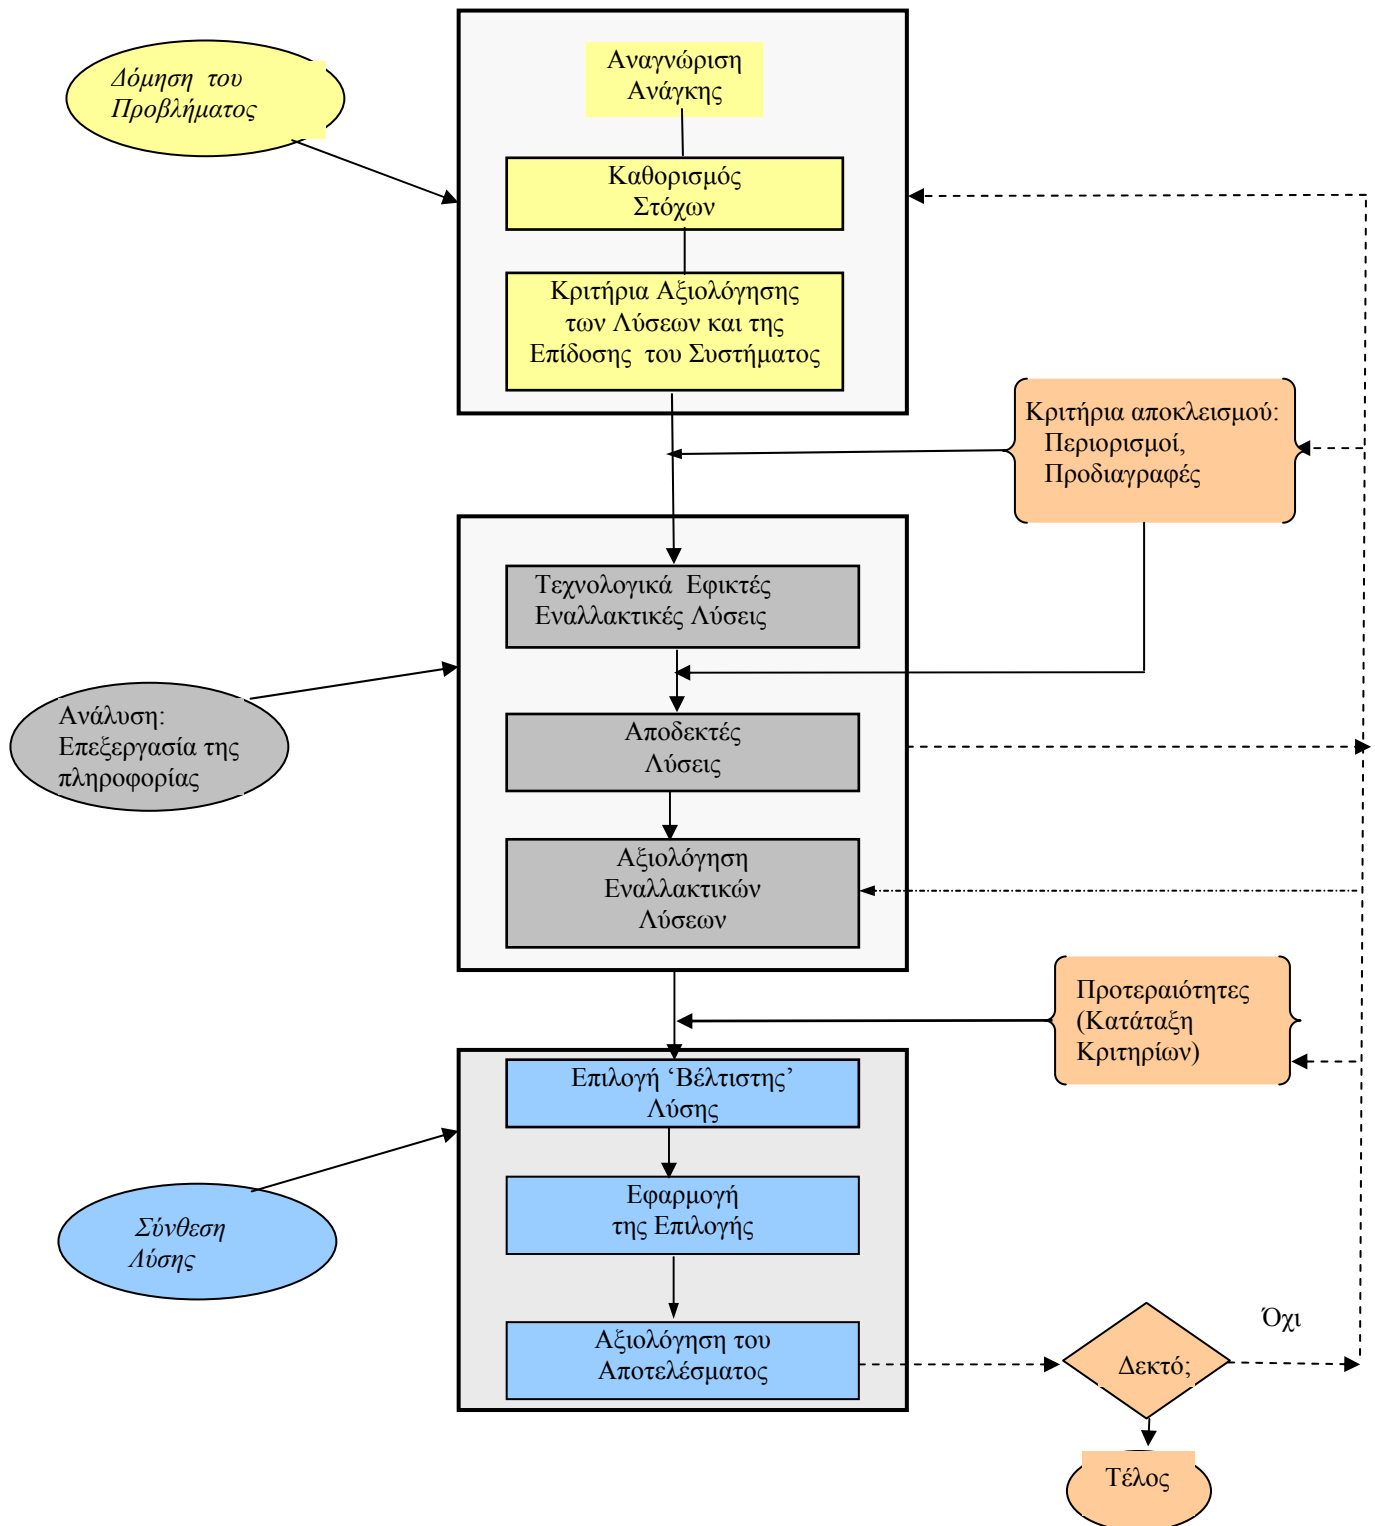 Αναγνώριση
Ανάγκης
Δόμηση του
Προβλήματος
Καθορισμός
Στόχων
Κριτήρια Αξιολόγησης
των Λύσεων και της
Επίδοσης του Συστήματος
Κριτήρια αποκλεισμού:
Περιορισμοί,
Προδιαγραφές
Τεχνολογικά Εφικτές
Εναλλακτικές Λύσεις
Ανάλυση:
Επεξεργασία της
πληροφορίας
Αποδεκτές
Λύσεις
Αξιολόγηση
Εναλλακτικών
Λύσεων
Προτεραιότητες
(Κατάταξη
Κριτηρίων)
Επιλογή ‘Βέλτιστης’
Λύσης
Εφαρμογή
της Επιλογής
Σύνθεση
Λύσης
Αξιολόγηση του
Αποτελέσματος
Όχι
Δεκτό;
Τέλος